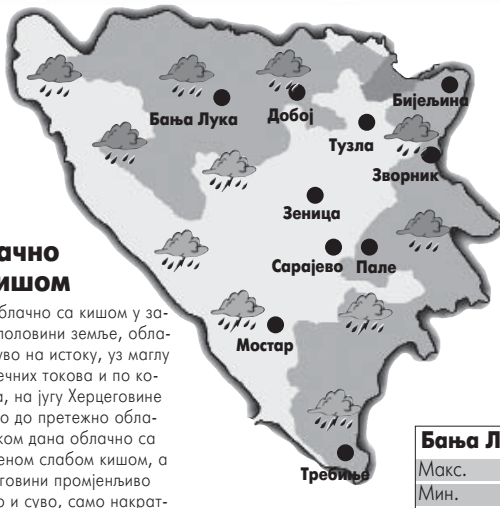 Бања Лука
Добој
Бијељина
Тузла
Зворник
Зеница
Сарајево
Пале
Мостар
Требиње
ачно
ишом
блачно са кишом у за-
половини земље, обла-
уво на истоку, уз маглу
ечних токова и по ко-
а, на југу Херцеговине
о до претежно обла-
ком дана облачно са
еном слабом кишом, а
говини промјенљиво
о и суво, само накрат-
Бања Л
Макс.
Мин.